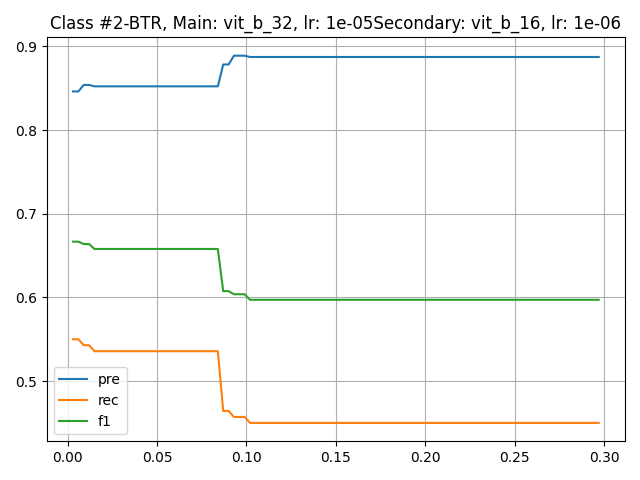 Class #2-BTR, Main: vit_b_32, lr: 1e-05Secondary: vit_b_16, lr: 1e-06
0.9
0.8
0.7
0.6
0.5
pre
rec
f1
0.00 0.05 0.10 0.15 0.20 0.25 0.30